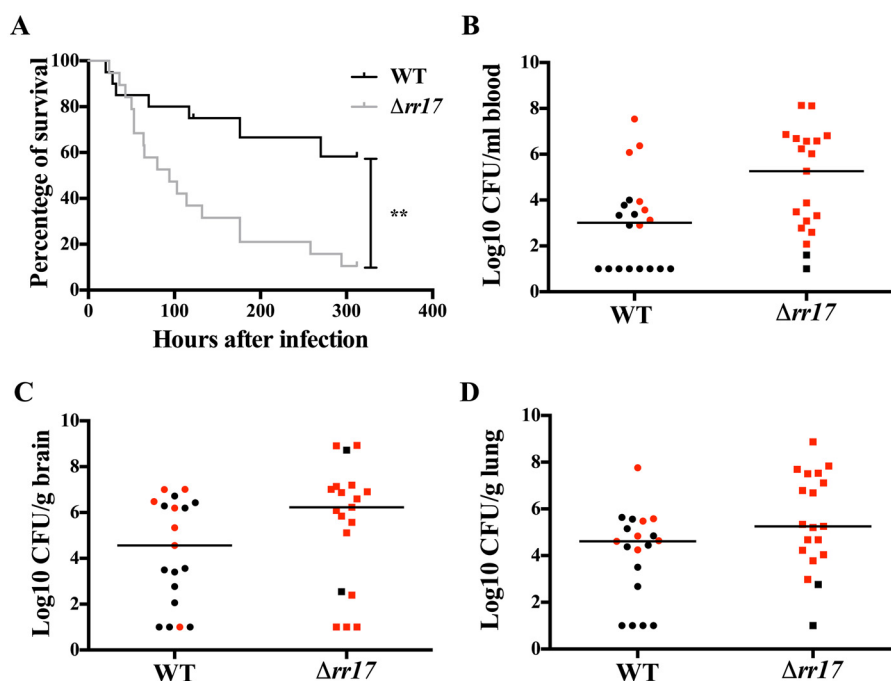 A
Percentege of survival
100
80
60
40
20
0
0 100 200 300 400
Hours after infection
WT
Δrr17
**
B
Log10 CFU/ml blood
10
8
6
4
2
0
WT Δrr17
C
Log10 CFU/g brain
10
8
6
4
2
0
WT Δrr17
D
Log10 CFU/g lung
10
8
6
4
2
0
WT Δrr17